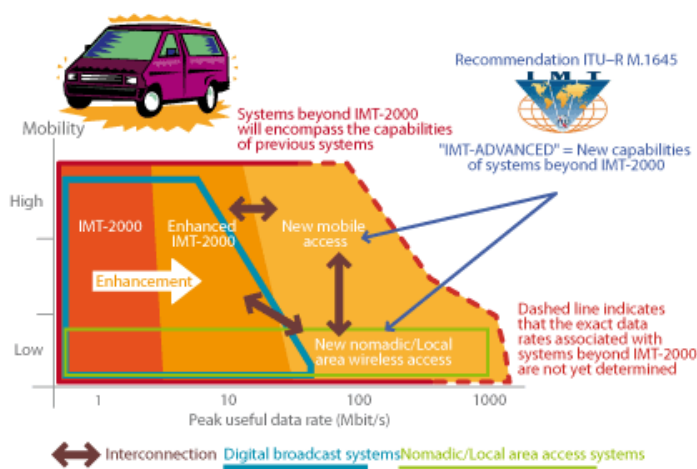 Recommendation ITU–R M.1645
IMT
Mobility
Systems beyond IMT-2000
will encompass the capabilities
of previous systems
"IMT-ADVANCED" = New capabilities
of systems beyond IMT-2000
High
IMT-2000
Enhanced
IMT-2000
New mobile
access
Enhancement
Dashed line indicates
that the exact data
rates associated with
systems beyond IMT-2000
are not yet determined
Low
New nomadic/Local
area wireless access
1
10
100
1000
Peak useful data rate (Mbit/s)
Interconnection
Digital broadcast systems
Nomadic/Local area access systems